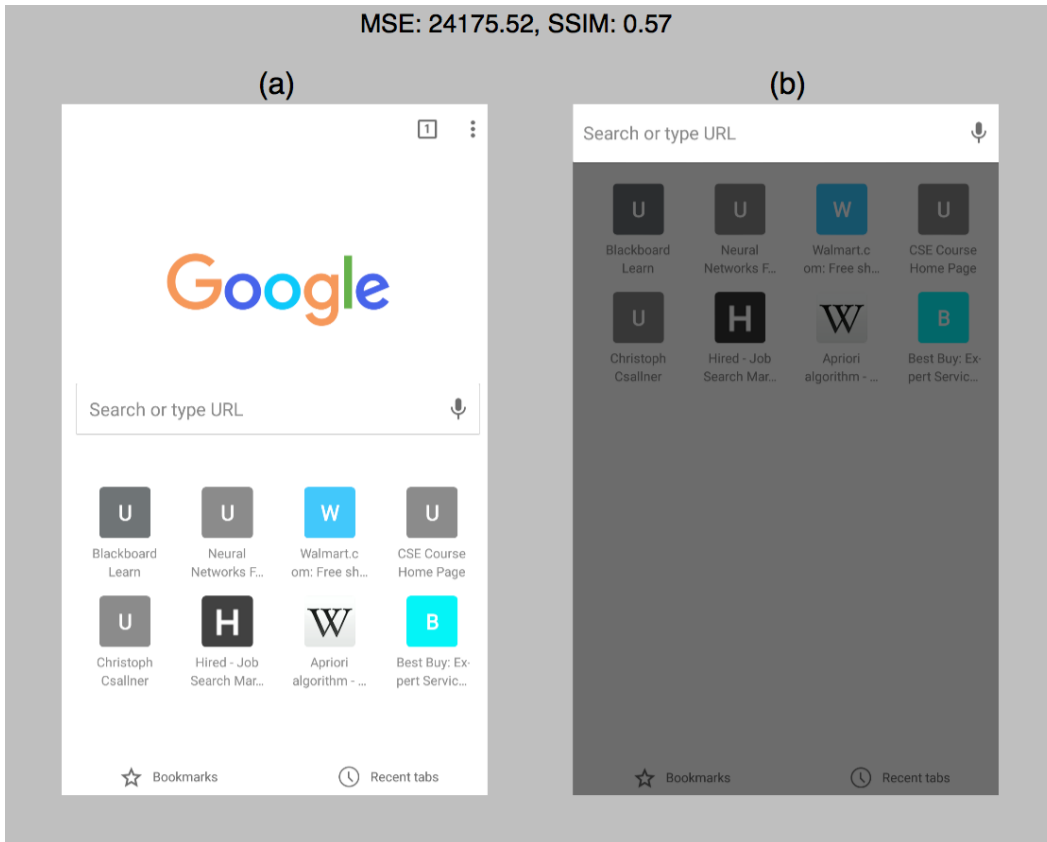 MSE: 24175.52, SSIM: 0.57
(a)
1
Google
Search or type URL
U U W U
Blackboard Neural Walmart.c CSE Course
Learn Networks F... om: Free sh... Home Page
U H W B
Christoph Hired - Job Apriori Best Buy: Ex-
Csallner Search Mar... algorithm - ... pert Servic...
Bookmarks Recent tabs
(b)
Search or type URL
U U W U
Blackboard Neural Walmart.c CSE Course
Learn Networks F... om: Free sh... Home Page
U H W B
Christoph Hired - Job Apriori Best Buy: Ex-
Csallner Search Mar... algorithm - ... pert Servic...
Bookmarks Recent tabs